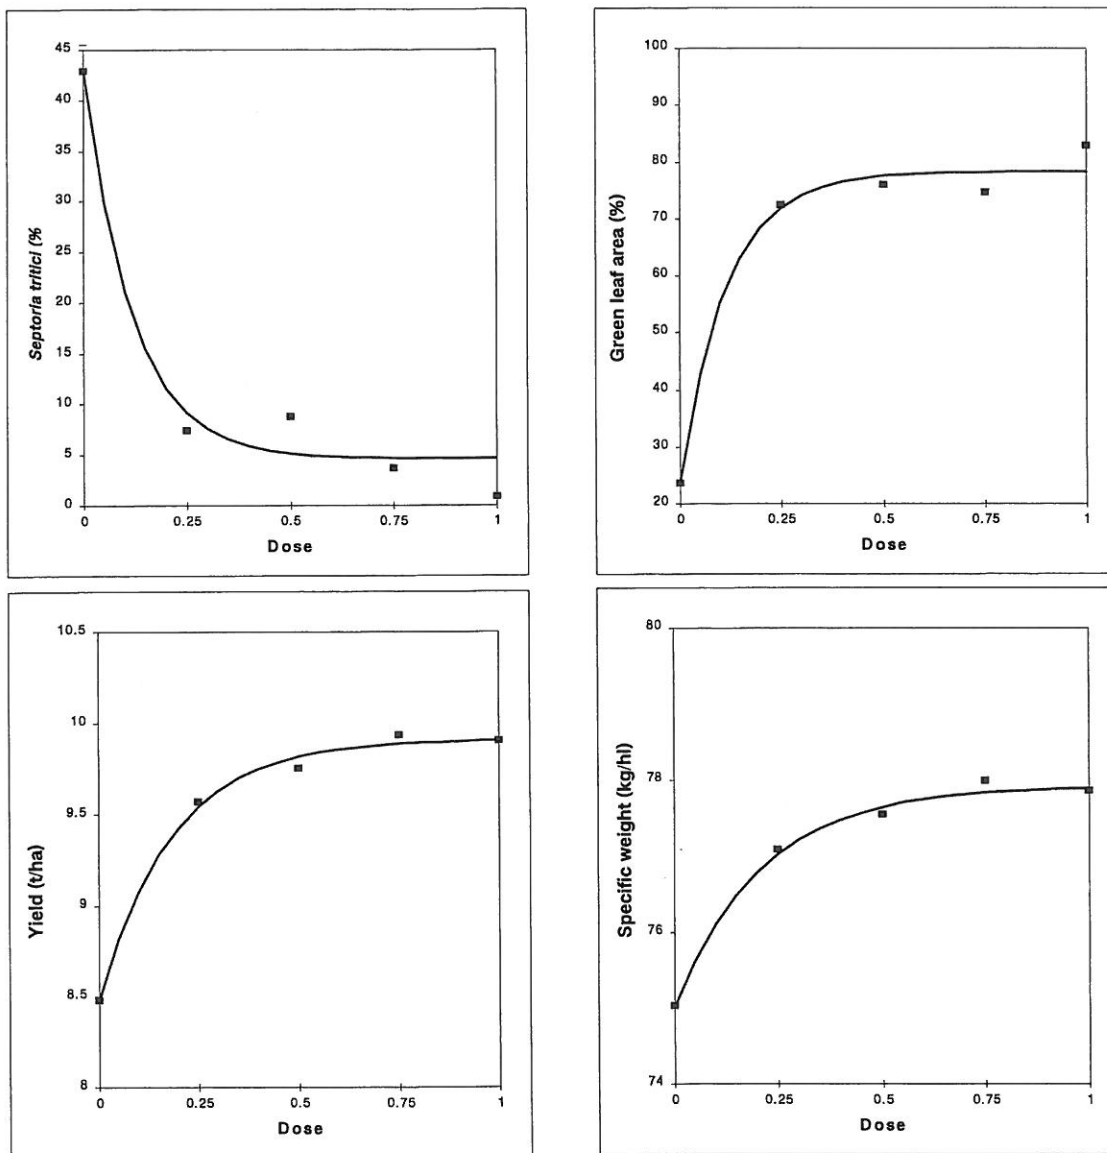 45
40
35
30
25
20
15
10
5
0
Septoria tritici (%
0 0.25 0.5 0.75 1
Dose
100
90
80
70
60
50
40
30
20
Green leaf area (%)
0 0.25 0.5 0.75 1
Dose
10.5
10
9.5
9
8.5
8
Yield (t/ha)
0 0.25 0.5 0.75 1
Dose
80
78
76
74
Specific weight (kg/hl)
0 0.25 0.5 0.75 1
Dose